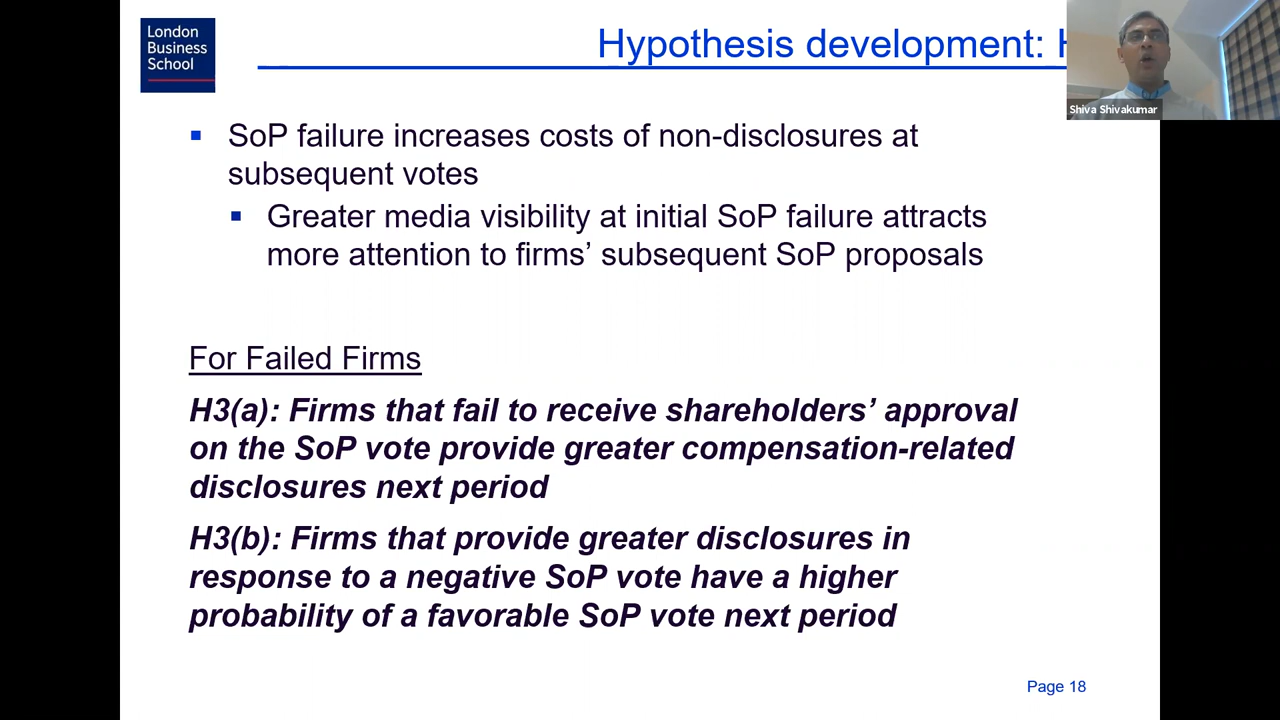 London
Business
School
Hypothesis development:
Shiva Shivakumar
SoP failure increases costs of non-disclosures at
subsequent votes
Greater media visibility at initial SoP failure attracts
more attention to firms’ subsequent SoP proposals
For Failed Firms
H3(a): Firms that fail to receive shareholders’ approval
on the SoP vote provide greater compensation-related
disclosures next period
H3(b): Firms that provide greater disclosures in
response to a negative SoP vote have a higher
probability of a favorable SoP vote next period
Page 18